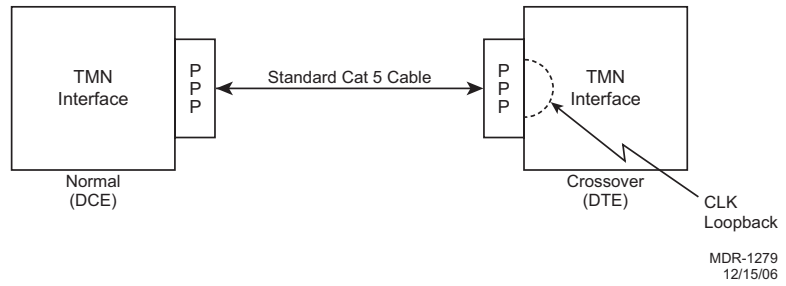 TMN
Interface
P
P
P
Standard Cat 5 Cable
P
P
P
TMN
Interface
Normal
(DCE)
Crossover
(DTE)
CLK
Loopback
MDR-1279
12/15/06